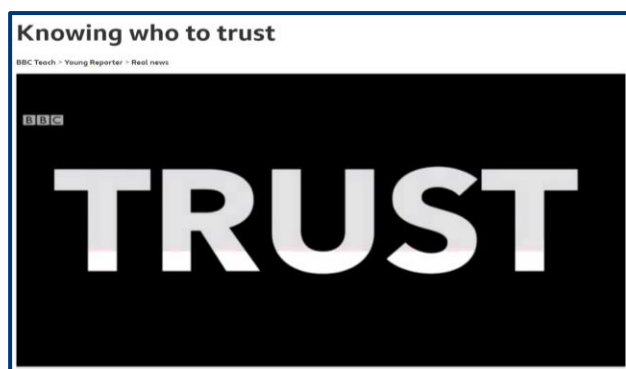 Knowing who to trust
BBC Teach > Young Reporter > Real news
BBC
TRUST